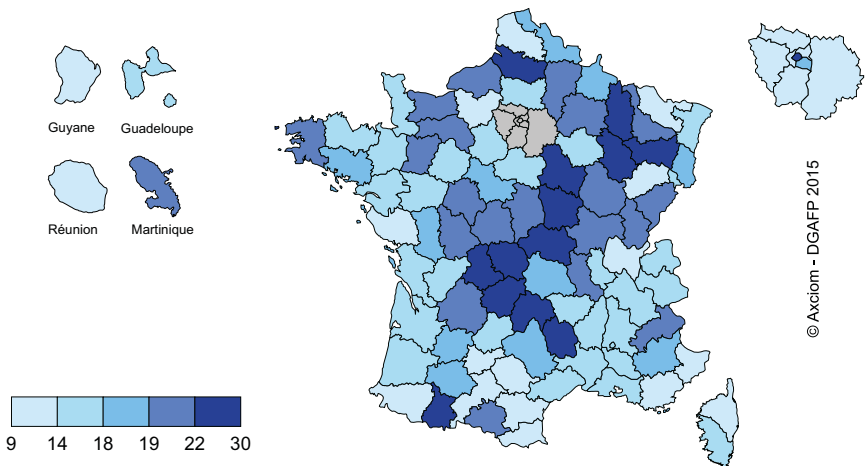 Guyane
Guadeloupe
Réunion
Martinique
© Axciom - DGAFP 2015
9 14 18 19 22 30